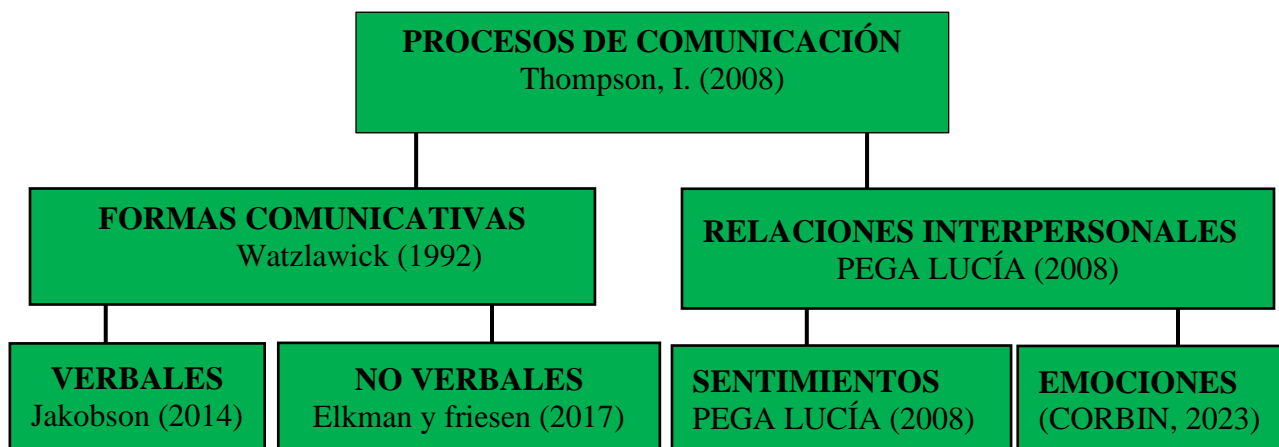 PROCESOS DE COMUNICACIÓN
Thompson, I. (2008)
FORMAS COMUNICATIVAS
Watzlawick (1992)
RELACIONES INTERPERSONALES
PEGA LUCÍA (2008)
VERBALES
Jakobson (2014)
NO VERBALES
Elkman y friesen (2017)
SENTIMIENTOS
PEGA LUCÍA (2008)
EMOCIONES
(CORBIN, 2023)